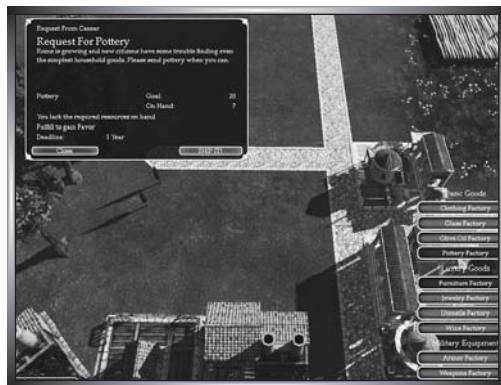 Request From Caesar
Request For Pottery
Rome is growing and new citizens have some trouble finding even
the simplest household goods. Please send pottery when you can.
Pottery Goal: 20
On Hand: 7
You lack the required resources on hand
Fulfill to gain Favor
Deadline: 1 Year
Close
Basic Goods
Clothing Factory
Glass Factory
Olive Oil Factory
Pottery Factory
Luxury Goods
Furniture Factory
Jewelry Factory
Utensils Factory
Wine Factory
Military Equipment
Armor Factory
Weapons Factory